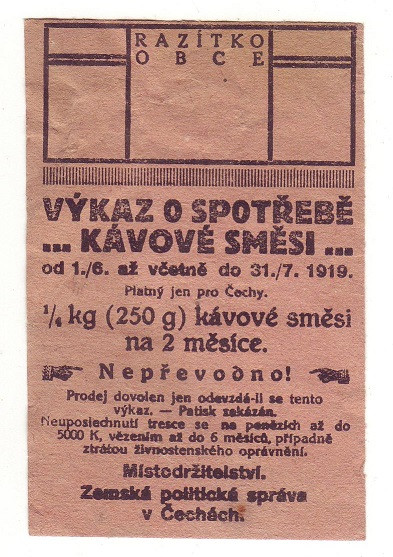 RAZÍTKO
OBCE
VÝKAZ O SPOTŘEBĚ
... KÁVOVÉ SMĚSI ...
od 1./6. až včetně do 31./7. 1919.
Platný jen pro Čechy.
1/4 kg (250 g) kávové směsi
na 2 měsíce.
Nepřevodno!
Prodej dovolen jen odevzdá-li se tento
výkaz. — Patisk zakázán.
Neuposlechnutí tresce se na penězích až do
5000 K, vězením až do 6 měsíců, případně
ztrátou živnostenského oprávnění.
Místodržitelství.
Zemská politická správa
v Čechách.